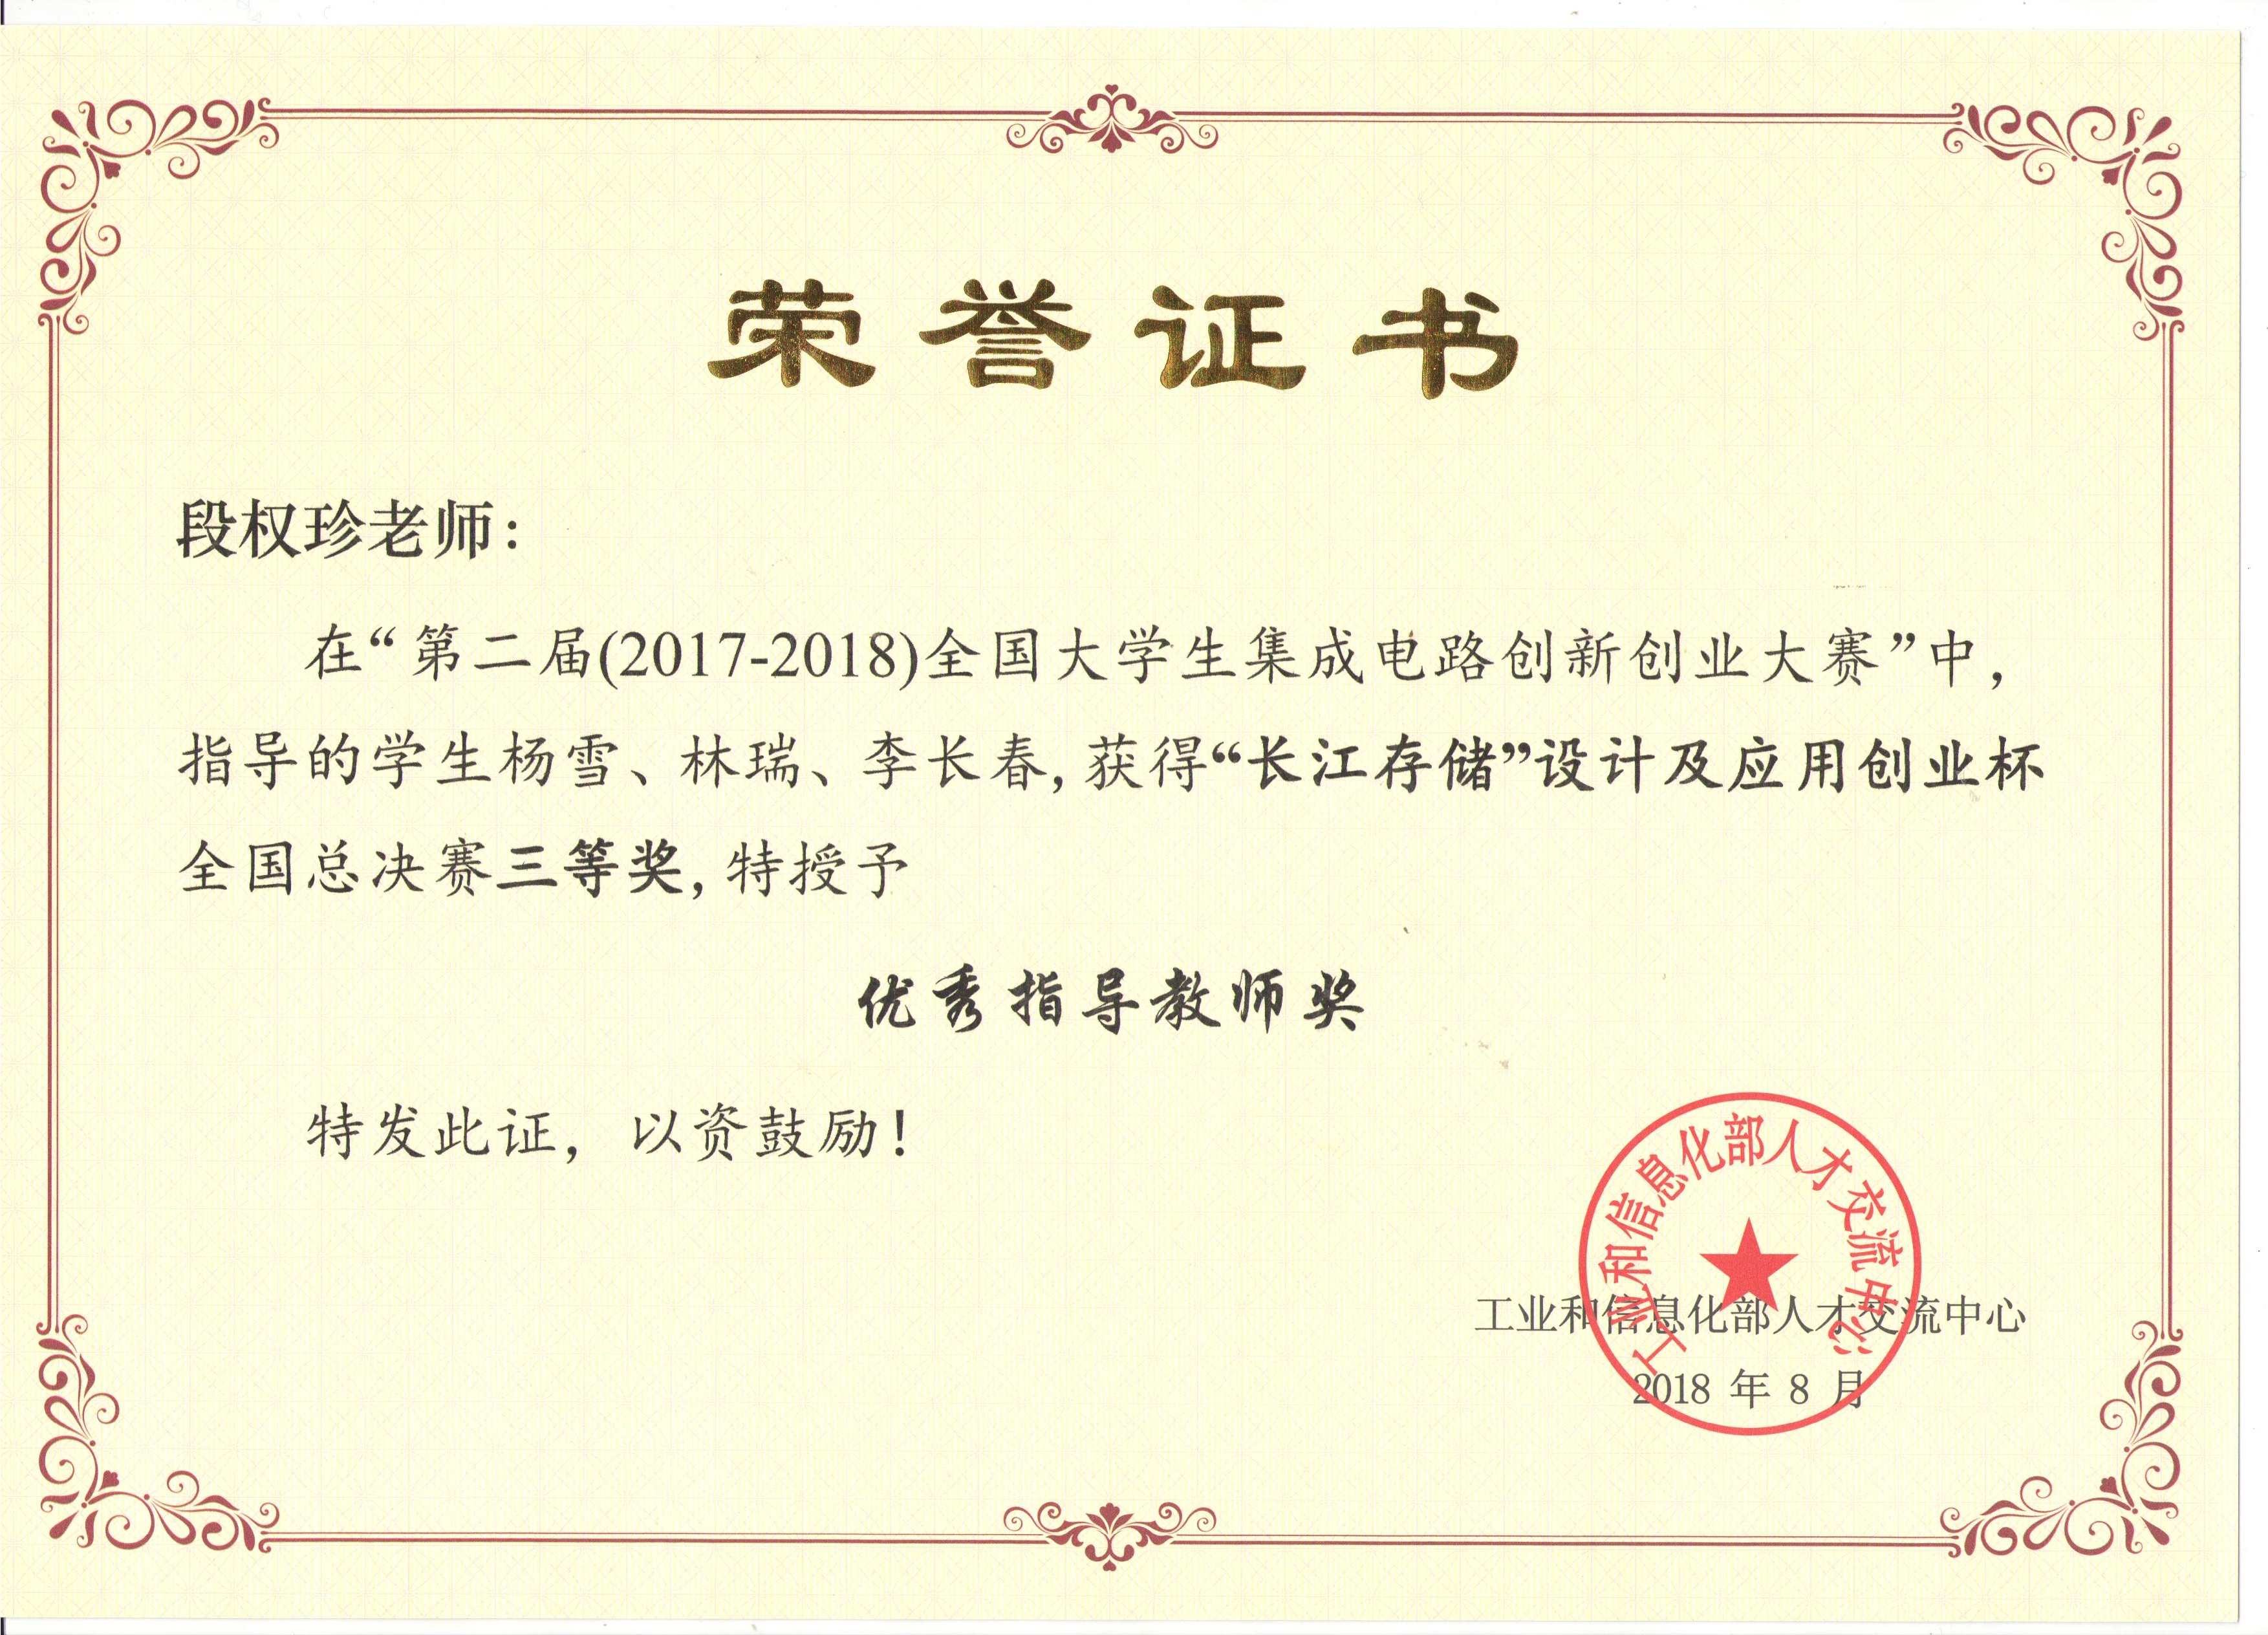 荣誉证书
段权珍老师：
在“第二届(2017-2018)全国大学生集成电路创新创业大赛”中，
指导的学生杨雪、林瑞、李长春，获得“长江存储”设计及应用创业杯
全国总决赛三等奖，特授予
优秀指导教师奖
特发此证，以资鼓励！
工业和信息化部人才交流中心
工业和信息化部人才交流中心
2018 年 8 月